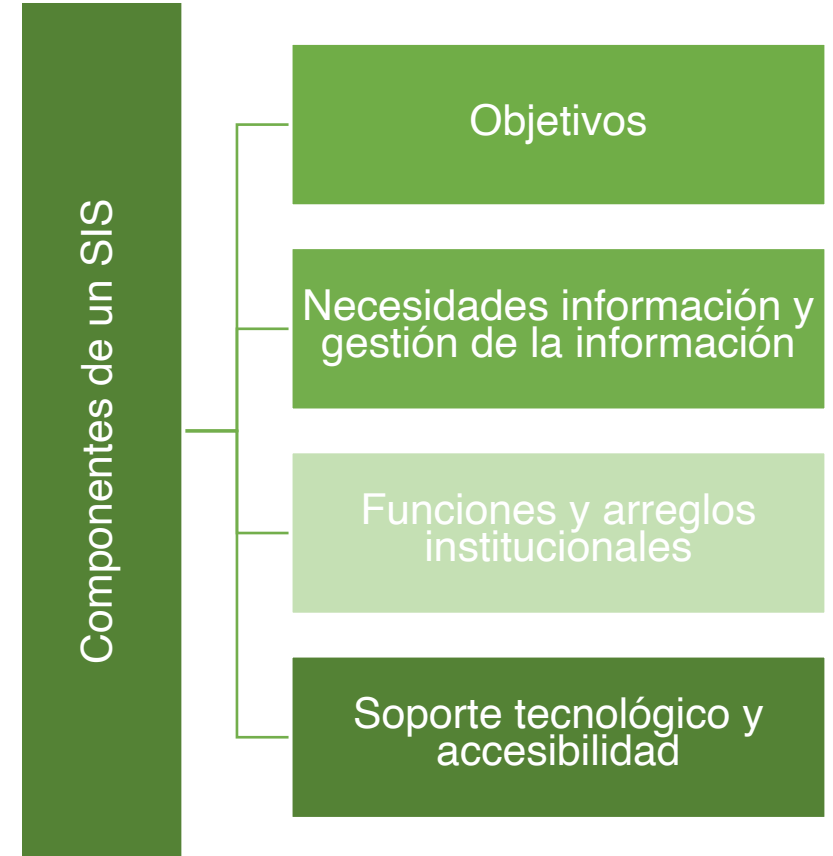 Componentes de un SIS
Objetivos
Necesidades información y
gestión de la información
Funciones y arreglos
institucionales
Soporte tecnológico y
accesibilidad